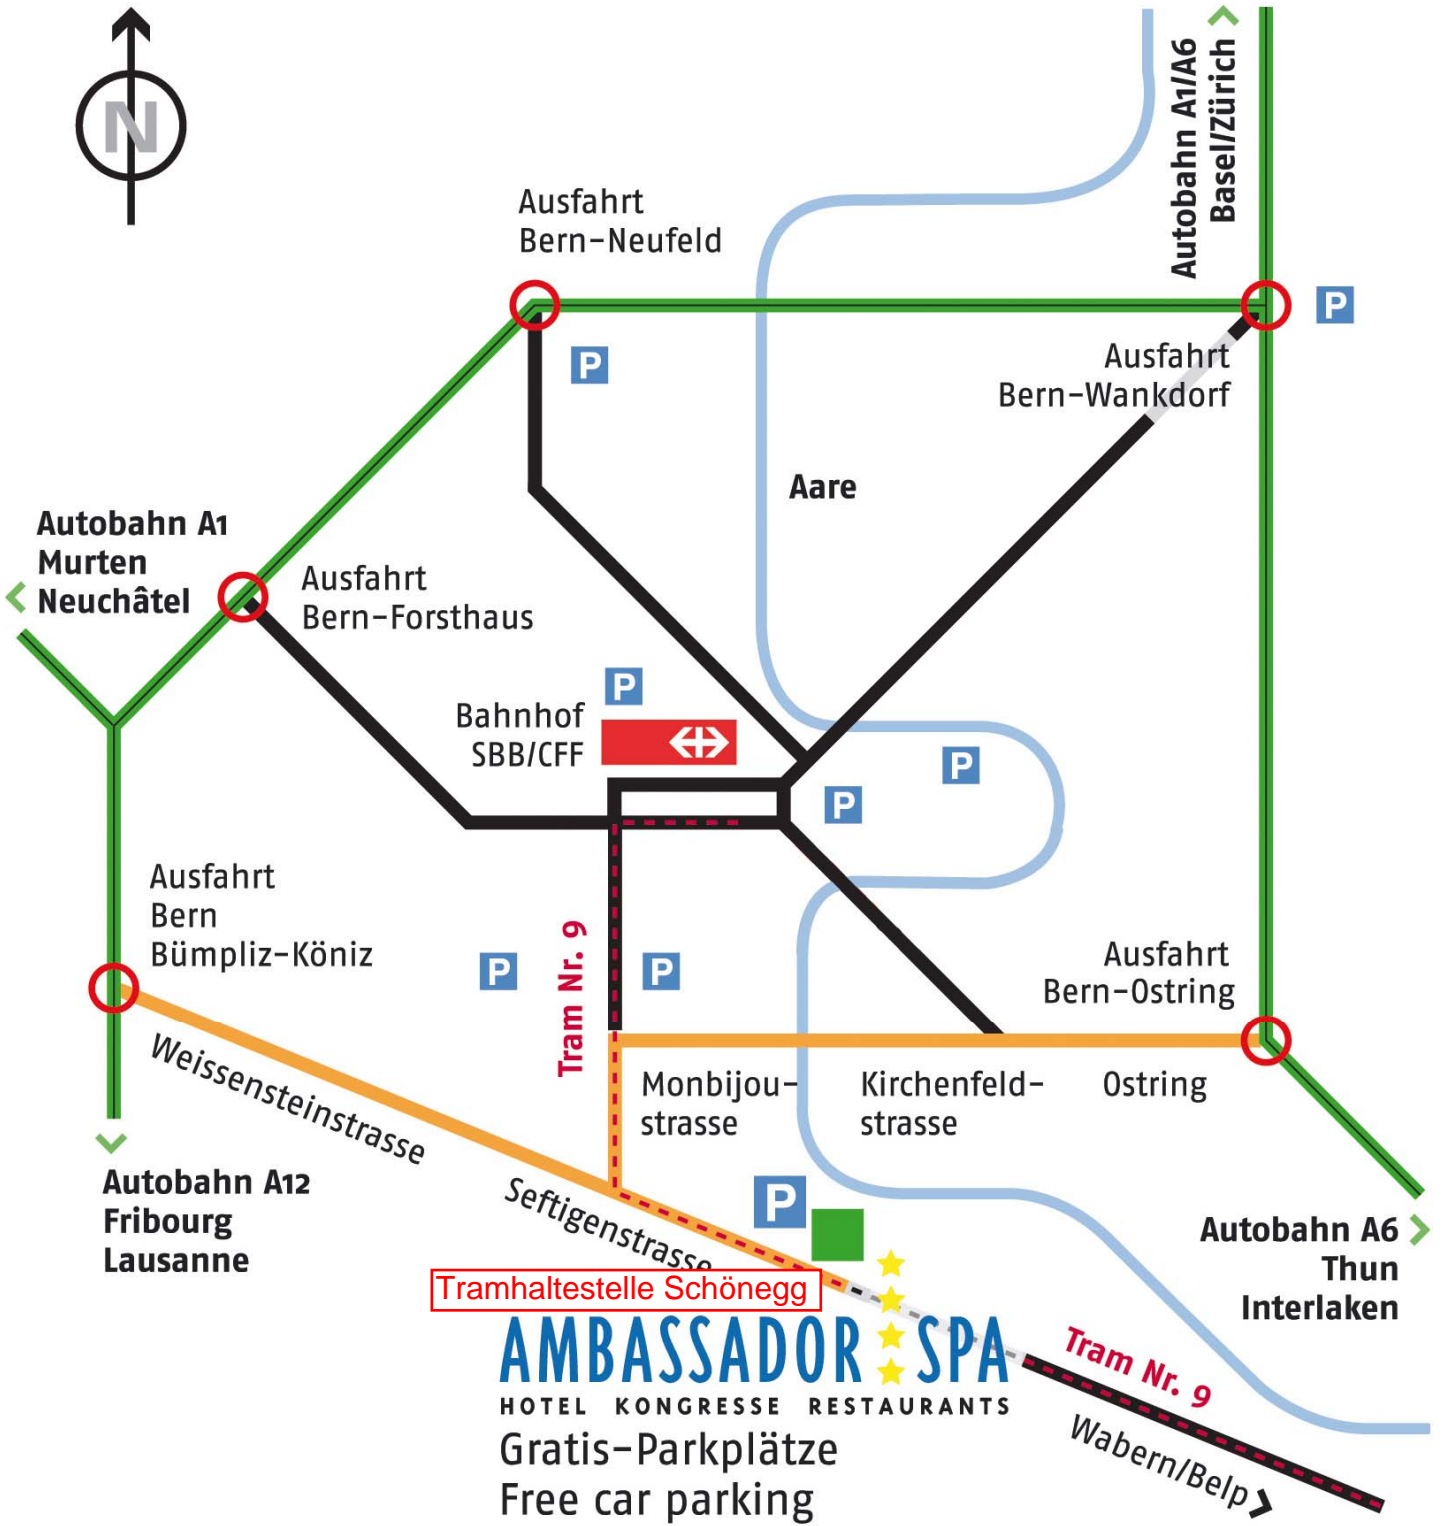 N
Autobahn A1/A6
Basel/Zürich
Ausfahrt
Bern-Neufeld
P
P
Ausfahrt
Bern-Wankdorf
Aare
Autobahn A1
Murten
Neuchâtel
Ausfahrt
Bern-Forsthaus
P
Bahnhof
SBB/CFF
P
P
Ausfahrt
Bern
Bümpliz-Köniz
P
Tram Nr. 9
P
Ausfahrt
Bern-Ostring
Weissensteinstrasse
Monbijou-
strasse
Kirchenfeld-
strasse
Ostring
Autobahn A12
Fribourg
Lausanne
Seftigenstrasse
P
Autobahn A6
Thun
Interlaken
Tramhaltestelle Schönegg
AMBASSADOR SPA
HOTEL KONGRESSE RESTAURANTS
Gratis-Parkplätze
Free car parking
Tram Nr. 9
Wabern/Belp